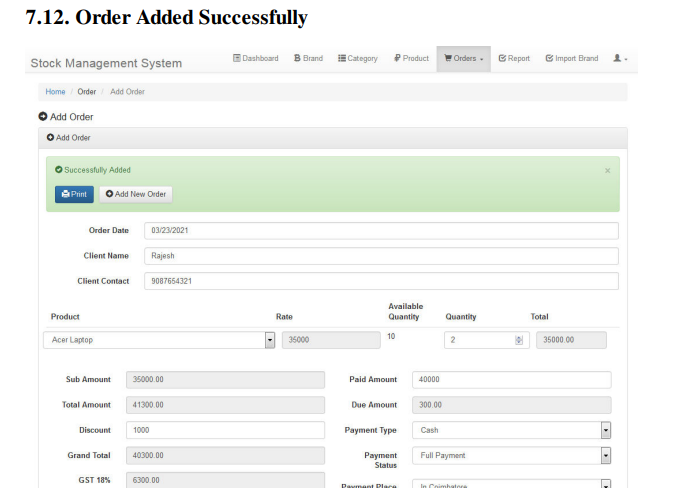 7.12. Order Added Successfully
Stock Management System
Dashboard
Brand
Category
Product
Orders
Report
Import Brand
Home / Order / Add Order
Add Order
Add Order
Successfully Added
×
Print
Add New Order
Order Date
03/23/2021
Client Name
Rajesh
Client Contact
9087654321
Product
Rate
Available
Quantity
Quantity
Total
Acer Laptop
35000
10
2
35000.00
Sub Amount
35000.00
Paid Amount
40000
Total Amount
41300.00
Due Amount
300.00
Discount
1000
Payment Type
Cash
Grand Total
40300.00
Payment
Status
Full Payment
GST 18%
6300.00
Payment Place
In Coimbatore